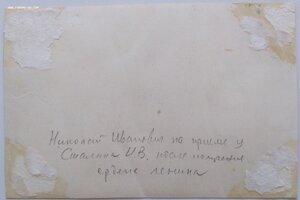 Николай Иванович на приеме у
Сталина И.В. после получения
ордена Ленина